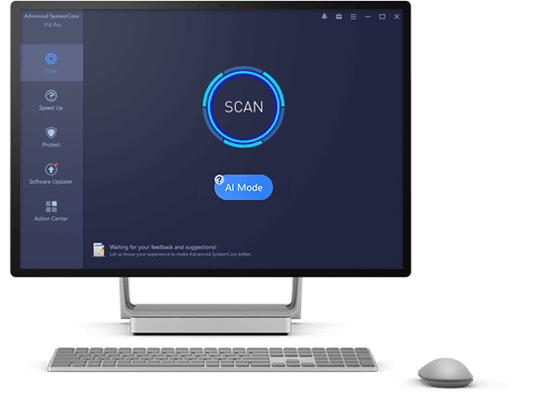 Advanced SystemCare
V14 Pro
Care
Speed Up
Protect
Software Updater
Action Center
SCAN
?
AI Mode
Waiting for your feedback and suggestions!
Let us know your experience to make Advanced SystemCare better.